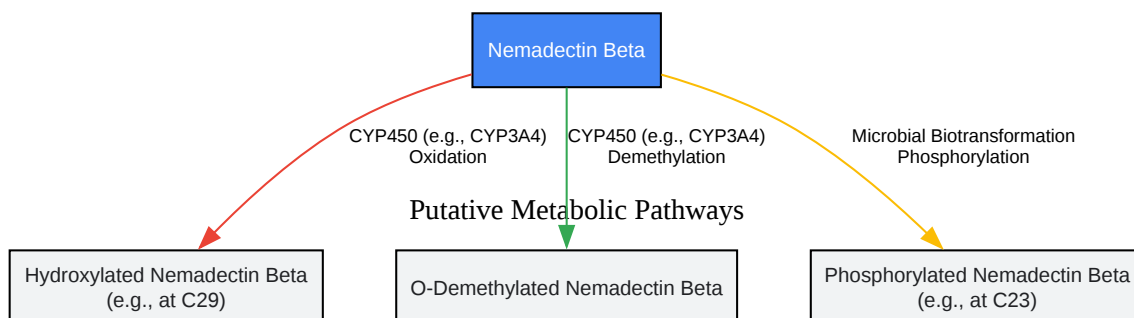 Nemadectin Beta
CYP450 (e.g., CYP3A4)
Oxidation
CYP450 (e.g., CYP3A4)
Demethylation
Microbial Biotransformation
Phosphorylation
Putative Metabolic Pathways
Hydroxylated Nemadectin Beta
(e.g., at C29)
O-Demethylated Nemadectin Beta
Phosphorylated Nemadectin Beta
(e.g., at C23)